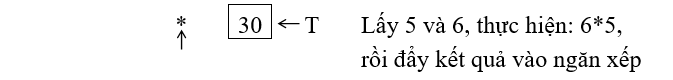 * 30 ← T Lấy 5 và 6, thực hiện: 6*5,
↑ rồi đẩy kết quả vào ngăn xếp